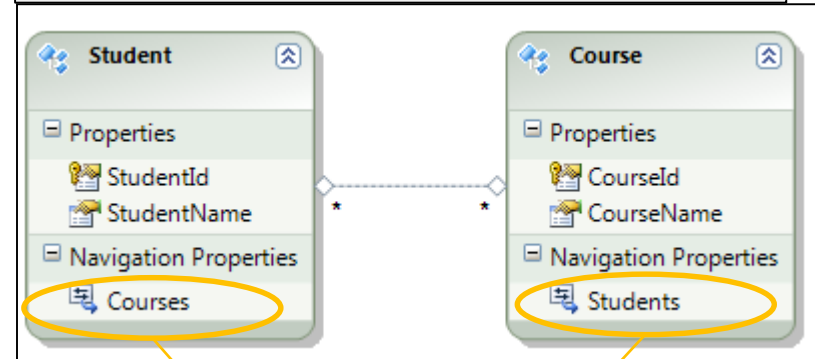 Student
Properties
StudentId
StudentName
Navigation Properties
Courses
* *
Course
Properties
CourseId
CourseName
Navigation Properties
Students